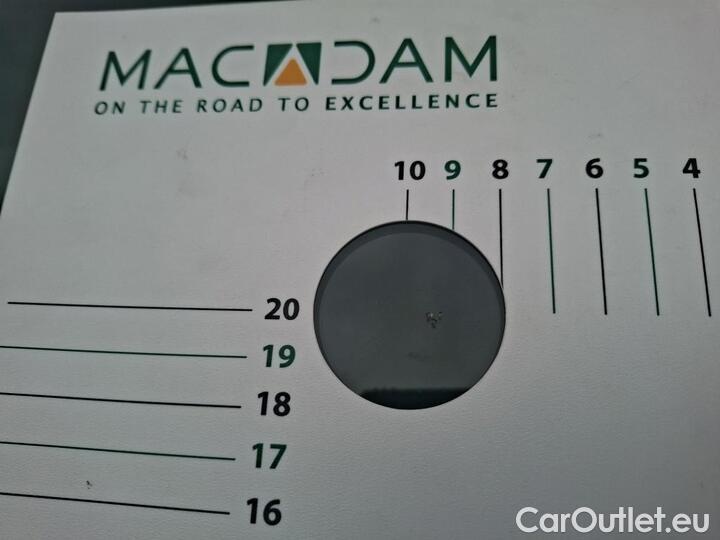 MACADAM
ON THE ROAD TO EXCELLENCE
10 9 8 7 6 5 4
20
19
18
17
16
CarOutlet.eu